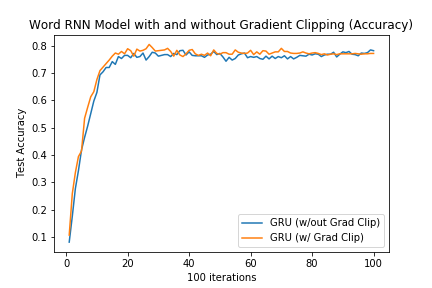 Word RNN Model with and without Gradient Clipping (Accuracy)
Test Accuracy
0.8
0.7
0.6
0.5
0.4
0.3
0.2
0.1
GRU (w/out Grad Clip)
GRU (w/ Grad Clip)
0 20 40 60 80 100
100 iterations